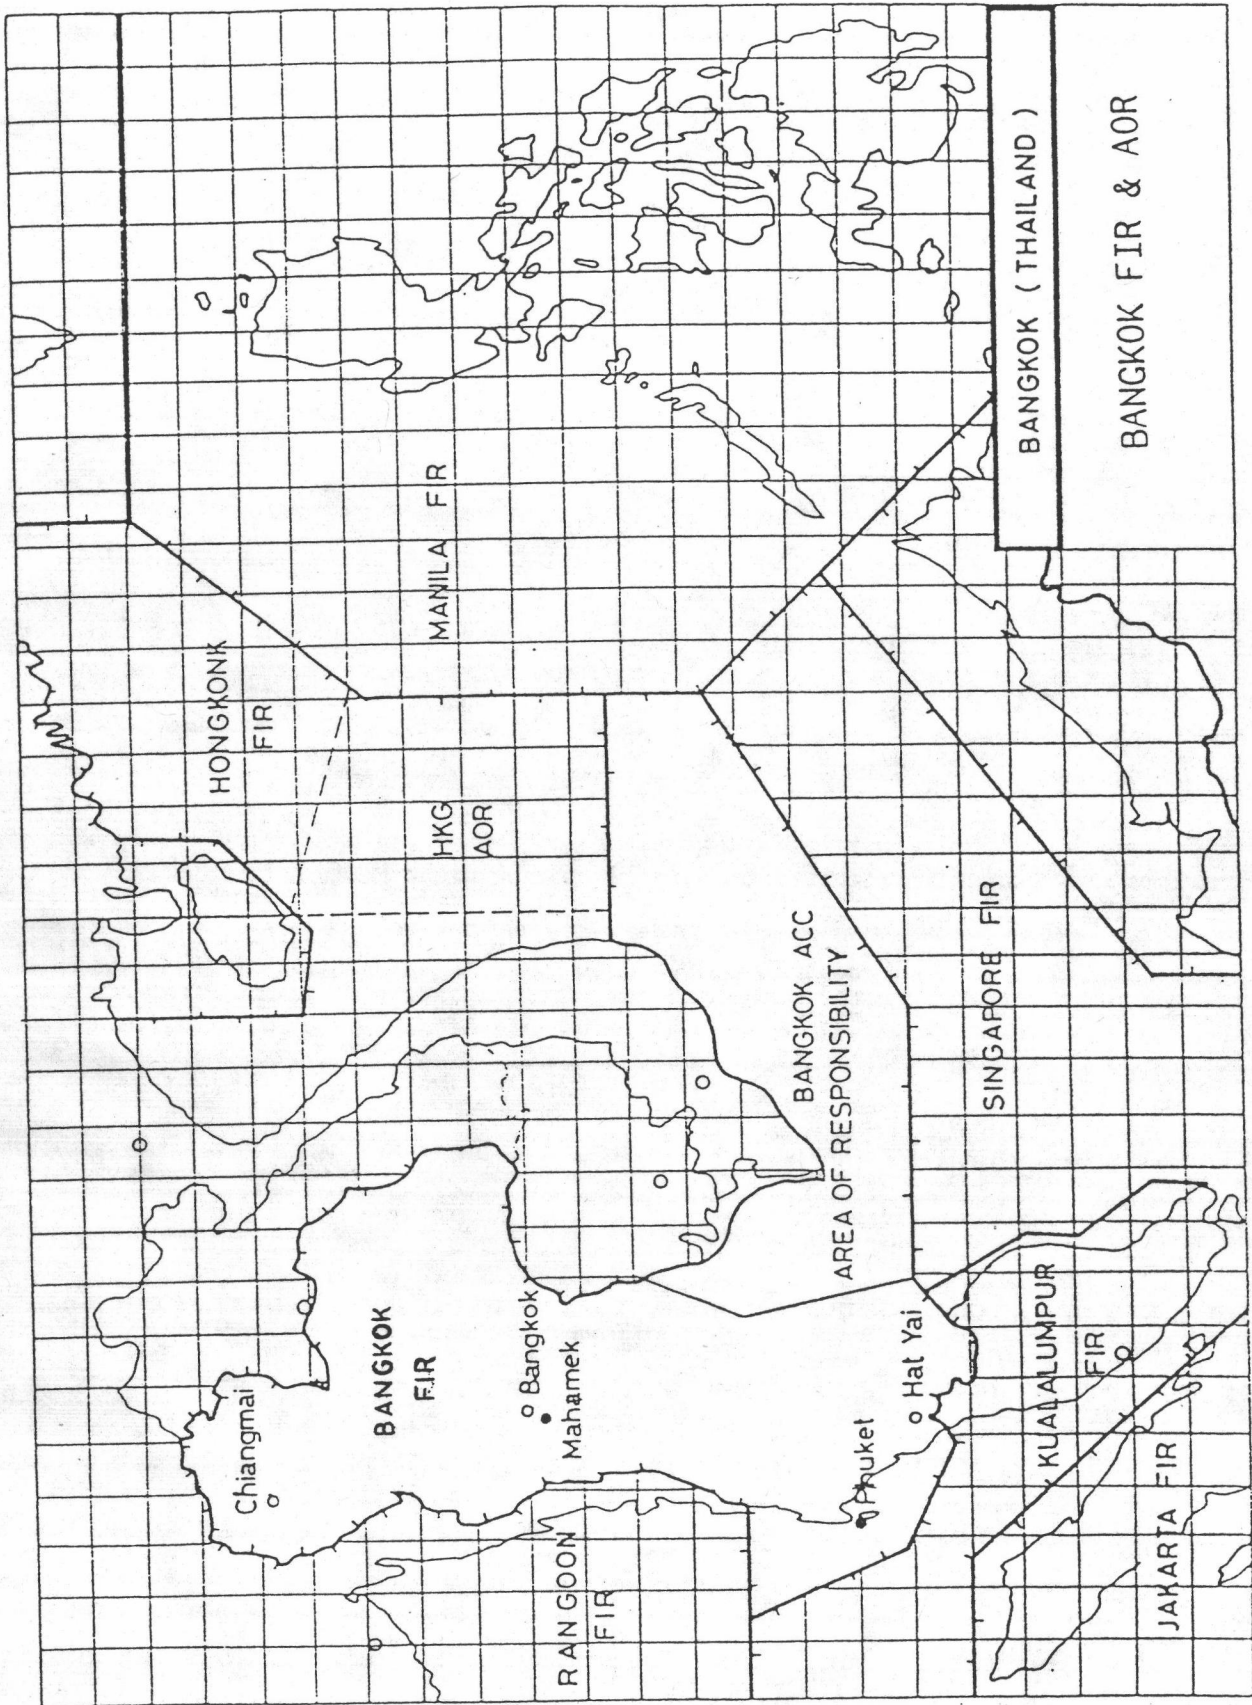 HONGKONK
FIR
MANILA FIR
HKG
AOR
Chiangmai
BANGKOK
FIR
Bangkok
Mahamek
RANGOON
FIR
BANGKOK ACC
AREA OF RESPONSIBILITY
Phuket
Hat Yai
SINGAPORE FIR
KUALALUMPUR
FIR
JAKARTA FIR
BANGKOK ( THAILAND )
BANGKOK FIR & AOR